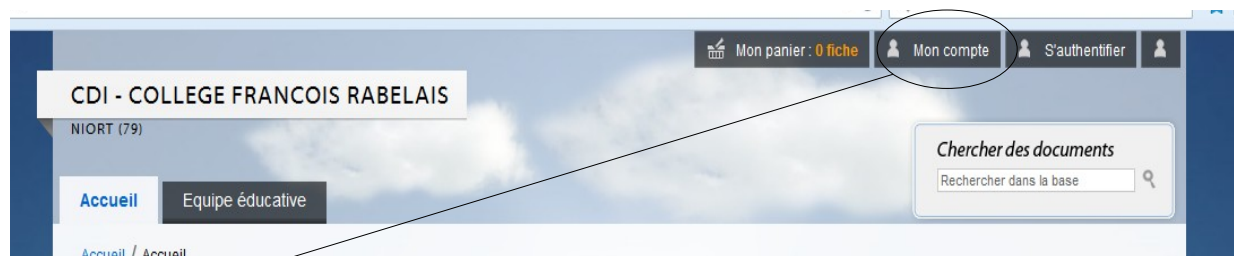 Mon panier : 0 fiche
Mon compte
S'authentifier
CDI - COLLEGE FRANCOIS RABELAIS
NIORT (79)
Chercher des documents
Rechercher dans la base
Accueil
Equipe éducative
Accueil / Accueil